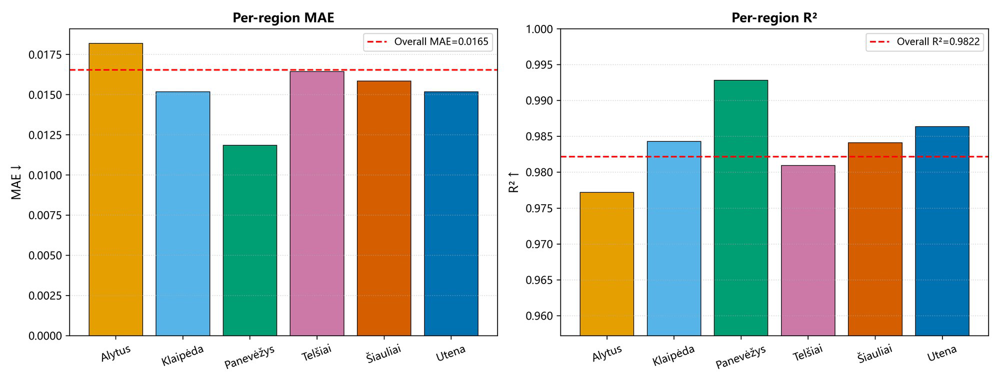 Per-region MAE
Overall MAE=0.0165
MAE ↓
0.0175
0.0150
0.0125
0.0100
0.0075
0.0050
0.0025
0.0000
Alytus
Klaipėda
Panevėžys
Telšiai
Šiauliai
Utena
Per-region R²
Overall R²=0.9822
R² ↑
1.000
0.995
0.990
0.985
0.980
0.975
0.970
0.965
0.960
Alytus
Klaipėda
Panevėžys
Telšiai
Šiauliai
Utena